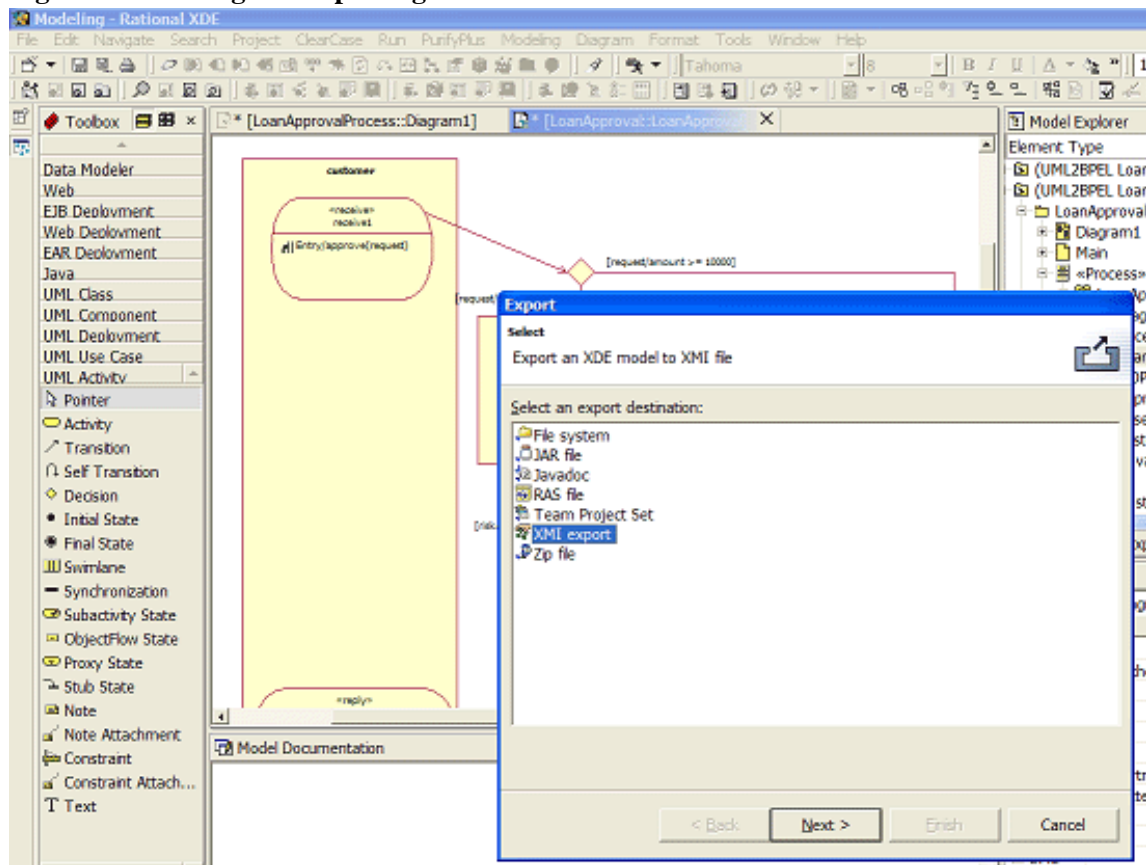 Modeling - Rational XDE
File Edit Navigate Search Project ClearCase Run PurifyPlus Modeling Diagram Format Tools Window Help
Tahoma 8 B I U A
Toolbox
* [LoanApprovalProcess::Diagram1]
* [LoanApproval::LoanApproval
Model Explorer
Element Type
(UML2BPEL Loan
(UML2BPEL Loan
LoanApproval
Diagram1
Main
«Process»
Data Modeler
Web
EJB Deployment
Web Deployment
EAR Deployment
Java
UML Class
UML Component
UML Deployment
UML Use Case
UML Activity
Pointer
Activity
Transition
Self Transition
Decision
Initial State
Final State
Swimlane
Synchronization
Subactivity State
ObjectFlow State
Proxy State
Stub State
Note
Note Attachment
Constraint
Constraint Attach...
T Text
customer
«receive»
receive1
Entry/approve(request)
[request/amount >= 10000]
[request/
[risk
«reply»
Model Documentation
Export
Select
Export an XDE model to XMI file
Select an export destination:
File system
JAR file
Javadoc
RAS file
Team Project Set
XMI export
Zip file
< Back
Next >
Finish
Cancel